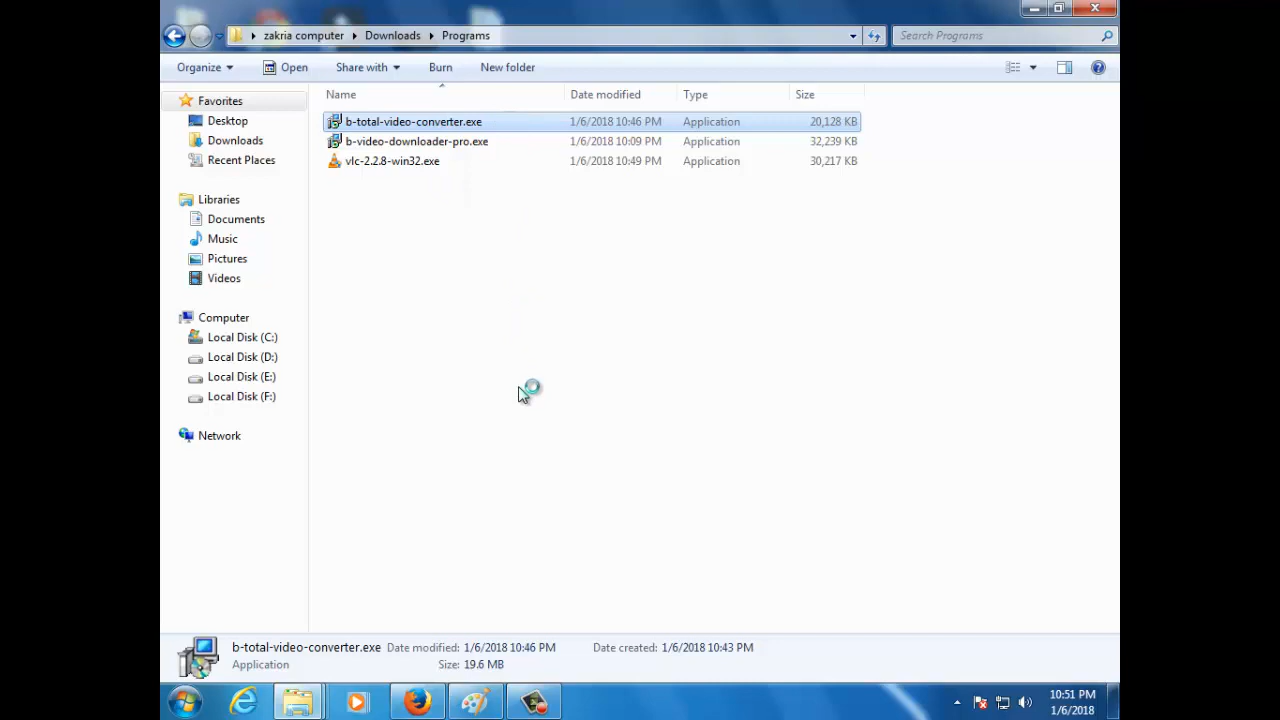 zakria computer Downloads Programs
Search Programs
Organize Open Share with Burn New folder
Name Date modified Type Size
Favorites
Desktop
Downloads
Recent Places
Libraries
Documents
Music
Pictures
Videos
Computer
Local Disk (C:)
Local Disk (D:)
Local Disk (E:)
Local Disk (F:)
Network
b-total-video-converter.exe 1/6/2018 10:46 PM Application 20,128 KB
b-video-downloader-pro.exe 1/6/2018 10:09 PM Application 32,239 KB
vlc-2.2.8-win32.exe 1/6/2018 10:49 PM Application 30,217 KB
b-total-video-converter.exe Date modified: 1/6/2018 10:46 PM Date created: 1/6/2018 10:43 PM
Application Size: 19.6 MB
10:51 PM
1/6/2018